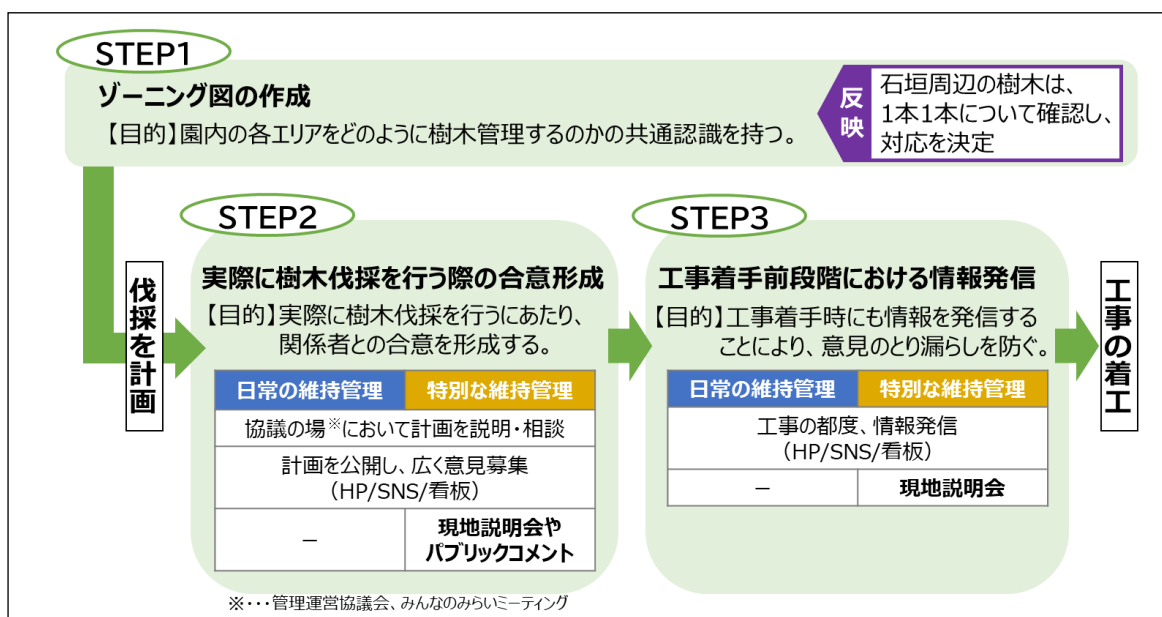 STEP1
ゾーニング図の作成
【目的】園内の各エリアをどのように樹木管理するのかの共通認識を持つ。
反映
石垣周辺の樹木は、
1本1本について確認し、
対応を決定
伐採を計画
STEP2
実際に樹木伐採を行う際の合意形成
【目的】実際に樹木伐採を行うにあたり、
関係者との合意を形成する。
日常の維持管理 特別な維持管理
協議の場※において計画を説明・相談
計画を公開し、広く意見募集
（HP/SNS/看板）
－ 現地説明会や
パブリックコメント
※・・・管理運営協議会、みんなのみらいミーティング
STEP3
工事着手前段階における情報発信
【目的】工事着手時にも情報を発信する
ことにより、意見のとり漏らしを防ぐ。
日常の維持管理 特別な維持管理
工事の都度、情報発信
（HP/SNS/看板）
－ 現地説明会
工事の着工